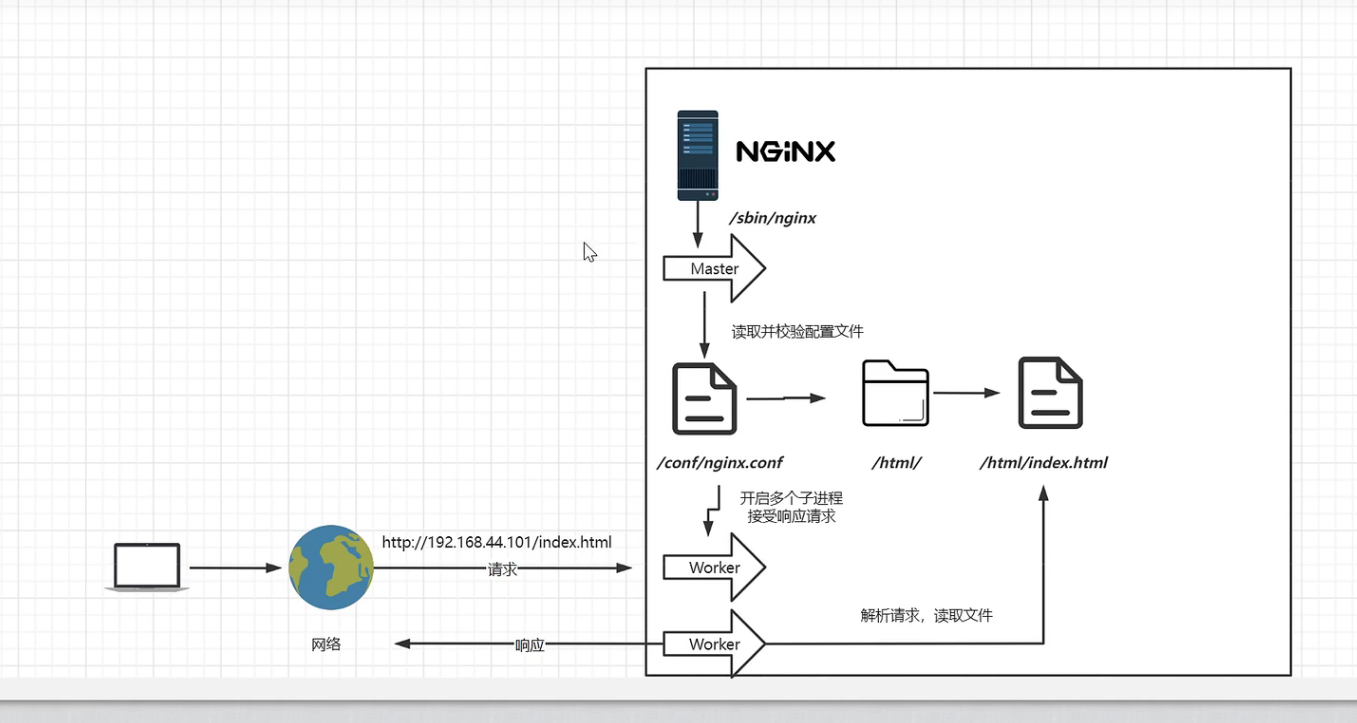 NGiNX
/sbin/nginx
Master
读取并校验配置文件
/conf/nginx.conf
/html/
/html/index.html
开启多个子进程
接受响应请求
http://192.168.44.101/index.html
请求
Worker
解析请求，读取文件
网络
响应
Worker